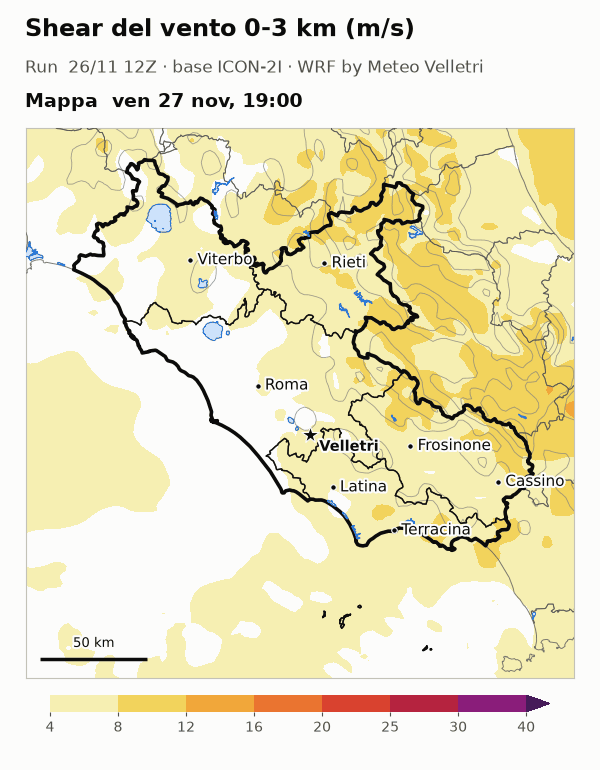 Shear del vento 0-3 km (m/s)
Run  26/11 12Z · base ICON-2I · WRF by Meteo Velletri
Mappa  ven 27 nov, 19:00
Viterbo
Rieti
Roma
Velletri
Frosinone
Latina
Cassino
Terracina
50 km
4 8 12 16 20 25 30 40